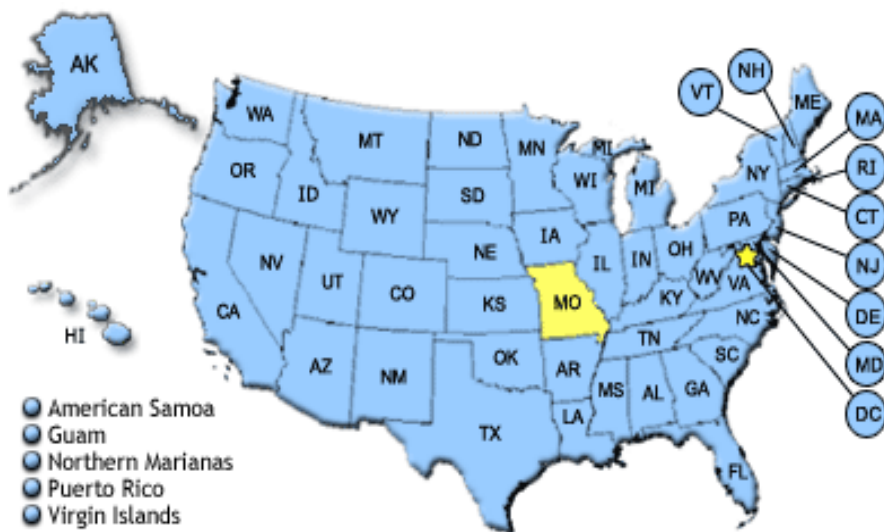 AK
NH
VT
ME
WA
MT
ND
MN
MI
MA
OR
ID
SD
WI
MI
NY
RI
WY
CT
IA
PA
NE
NV
UT
IL
IN
OH
NJ
CA
CO
KS
MO
WV
VA
KY
DE
HI
NC
TN
AZ
NM
OK
AR
SC
MD
MS
AL
GA
DC
TX
LA
FL
American Samoa
Guam
Northern Marianas
Puerto Rico
Virgin Islands